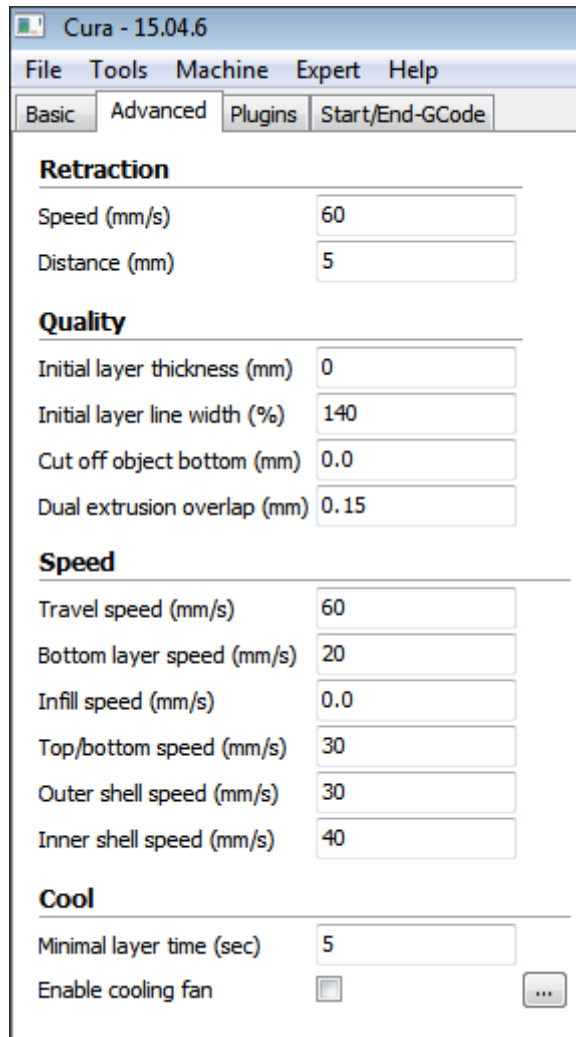 Cura - 15.04.6
File Tools Machine Expert Help
Basic Advanced Plugins Start/End-GCode
Retraction
Speed (mm/s) 60
Distance (mm) 5
Quality
Initial layer thickness (mm) 0
Initial layer line width (%) 140
Cut off object bottom (mm) 0.0
Dual extrusion overlap (mm) 0.15
Speed
Travel speed (mm/s) 60
Bottom layer speed (mm/s) 20
Infill speed (mm/s) 0.0
Top/bottom speed (mm/s) 30
Outer shell speed (mm/s) 30
Inner shell speed (mm/s) 40
Cool
Minimal layer time (sec) 5
Enable cooling fan ...